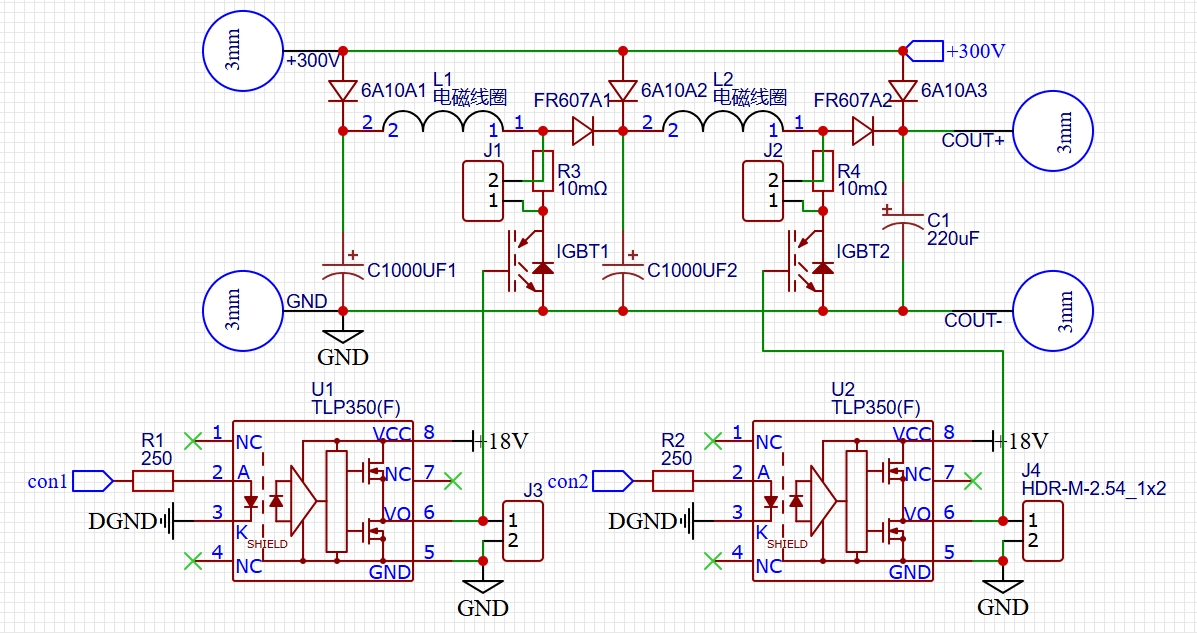 3mm
+300V
+300V
6A10A1
L1
电磁线圈
FR607A1
6A10A2
L2
电磁线圈
FR607A2
6A10A3
2
2
1
1
2
2
1
1
COUT+
3mm
J1
2
1
R3
10mΩ
J2
2
1
R4
10mΩ
+
C1
220uF
IGBT1
IGBT2
+
C1000UF1
+
C1000UF2
3mm
GND
GND
COUT-
3mm
U1
TLP350(F)
U2
TLP350(F)
con1
R1
250
DGND
1
NC
2
A
3
K
4
NC
SHIELD
VCC
8
+18V
NC
7
VO
6
GND
5
J3
1
2
GND
con2
R2
250
DGND
1
NC
2
A
3
K
4
NC
SHIELD
VCC
8
+18V
NC
7
VO
6
GND
5
J4
HDR-M-2.54_1x2
1
2
GND